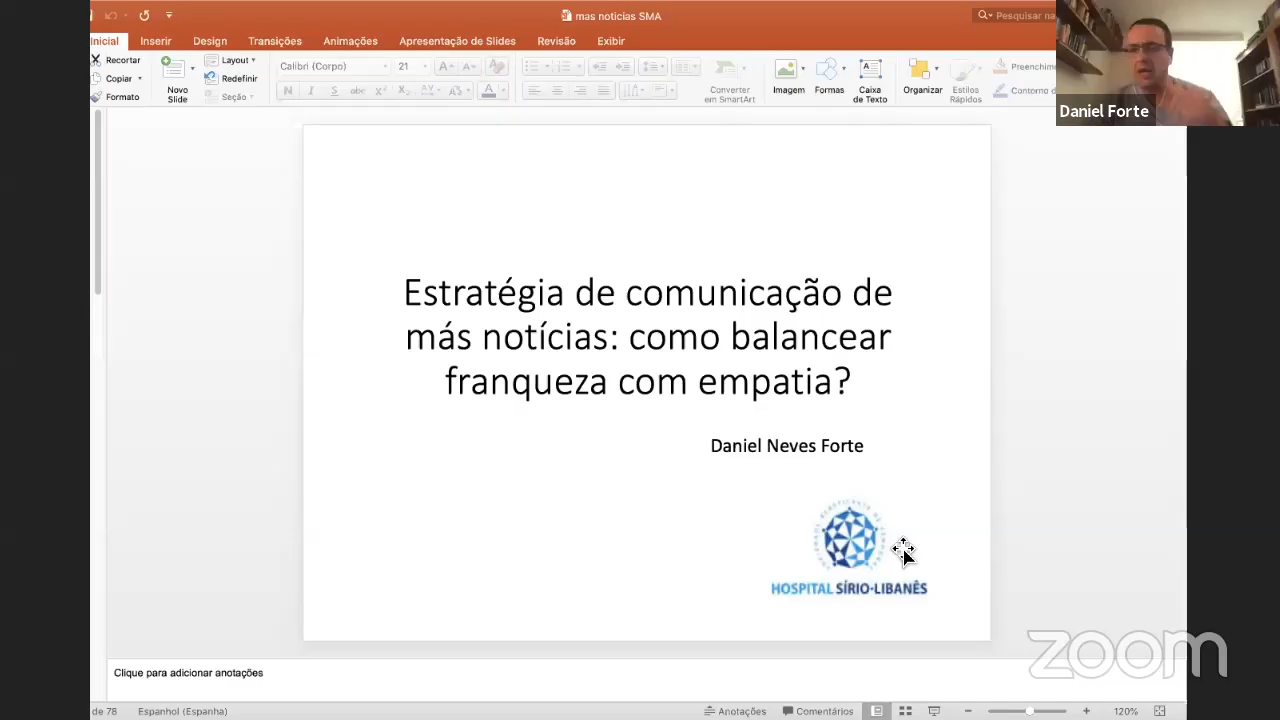 mas noticias SMA
Pesquisar na
Inicial
Inserir
Design
Transições
Animações
Apresentação de Slides
Revisão
Exibir
Recortar
Copiar
Formato
Novo
Slide
Layout
Redefinir
Seção
Calibri (Corpo)
21
Converter
em SmartArt
Imagem
Formas
Caixa
de Texto
Organizar
Estilos
Rápidos
Preenchim
Contorno d
Daniel Forte
Estratégia de comunicação de
más notícias: como balancear
franqueza com empatia?
Daniel Neves Forte
HOSPITAL SÍRIO-LIBANÊS
zoom
Clique para adicionar anotações
de 78
Espanhol (Espanha)
Anotações
Comentários
120%